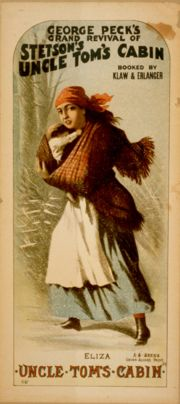 GEORGE PECK'S
GRAND REVIVAL OF
STETSON'S
UNCLE TOM'S CABIN
BOOKED BY
KLAW & ERLANGER
ELIZA
UNCLE·TOM'S·CABIN·